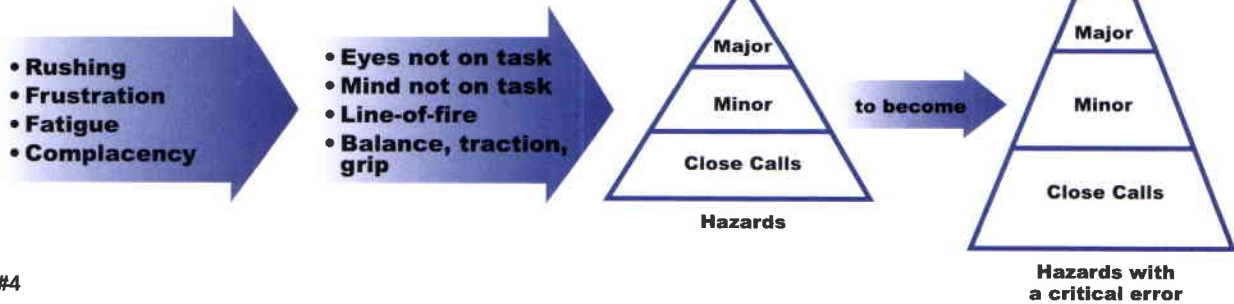 • Rushing
• Frustration
• Fatigue
• Complacency
• Eyes not on task
• Mind not on task
• Line-of-fire
• Balance, traction,
grip
Major
Minor
Close Calls
Hazards
to become
Major
Minor
Close Calls
Hazards with
a critical error
#4